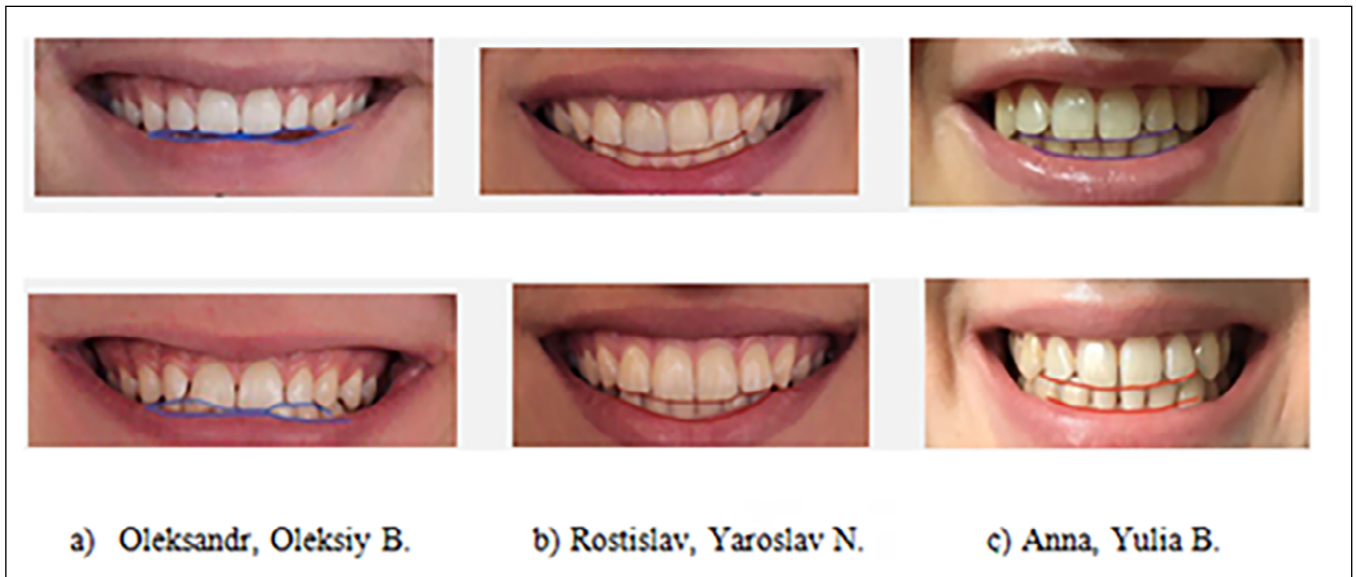 a) Oleksandr, Oleksiy B.
b) Rostislav, Yaroslav N.
c) Anna, Yulia B.